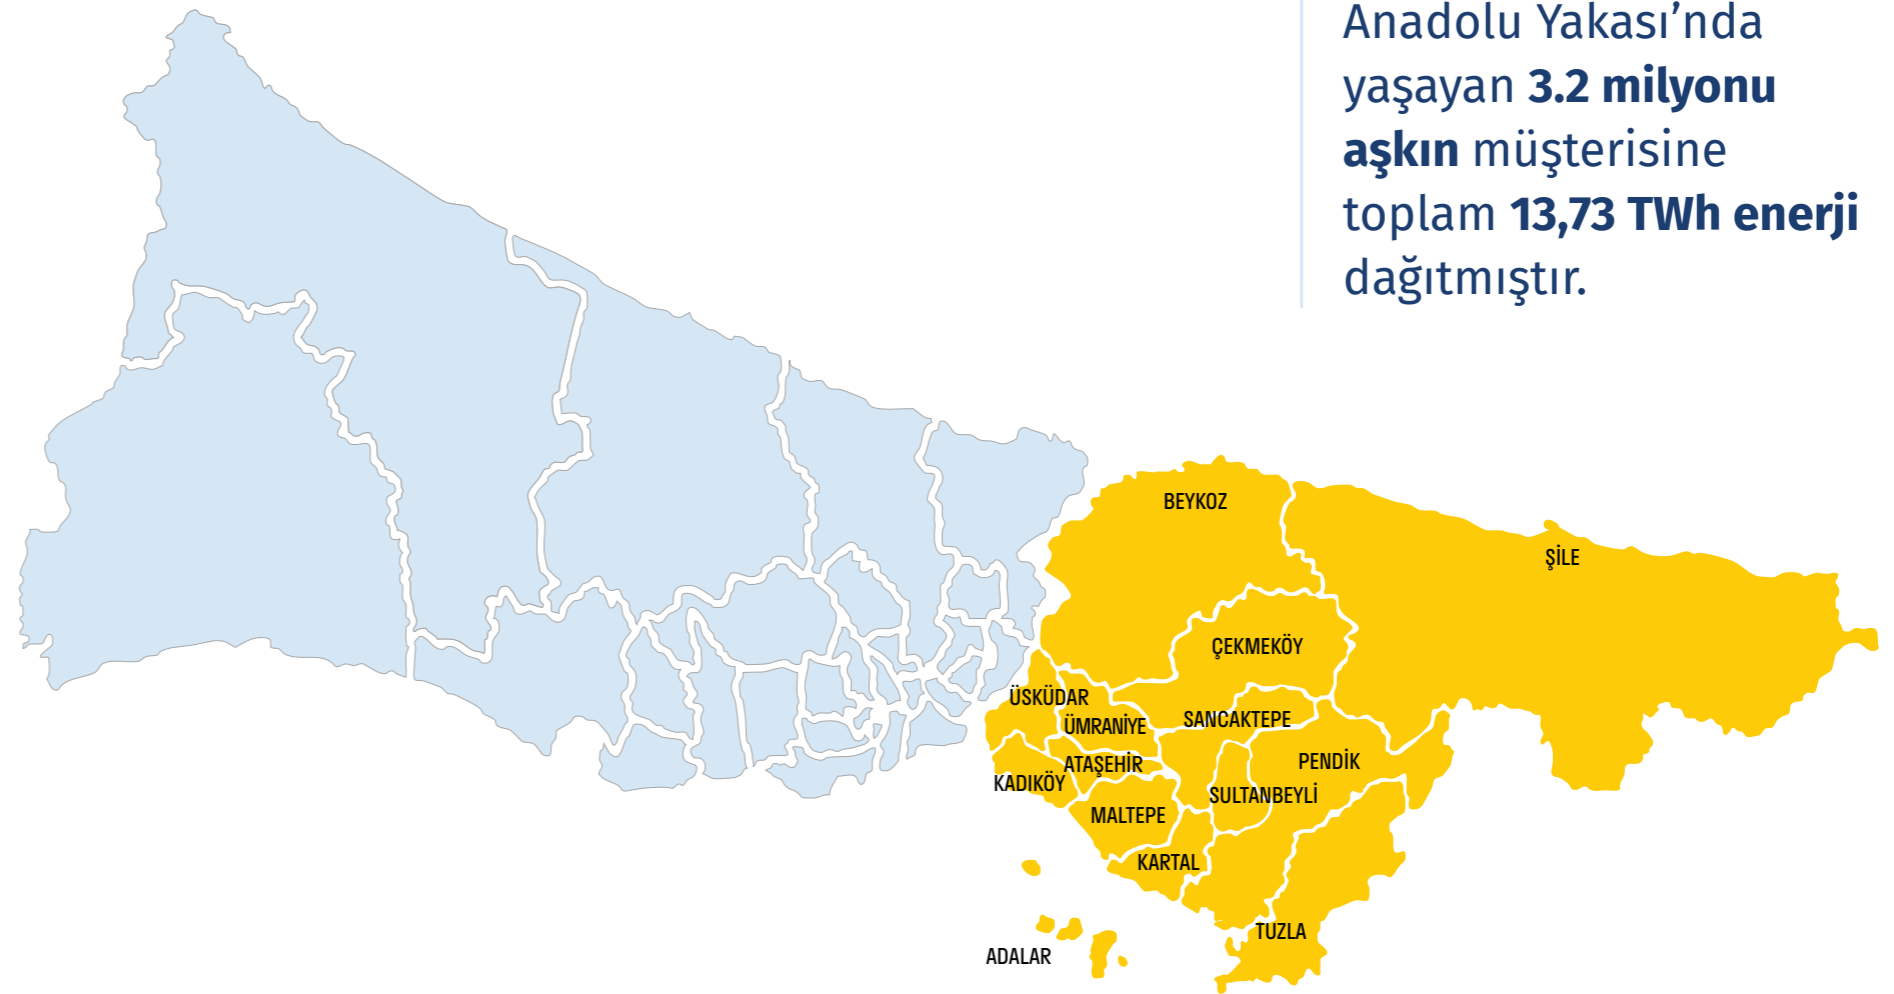 Anadolu Yakası’nda
yaşayan 3.2 milyonu
aşkın müşterisine
toplam 13,73 TWh enerji
dağıtmıştır.
BEYKOZ
ŞİLE
ÇEKMEKÖY
ÜSKÜDAR
ÜMRANİYE
SANCAKTEPE
ATAŞEHİR
PENDİK
KADIKÖY
SULTANBEYLİ
MALTEPE
KARTAL
TUZLA
ADALAR